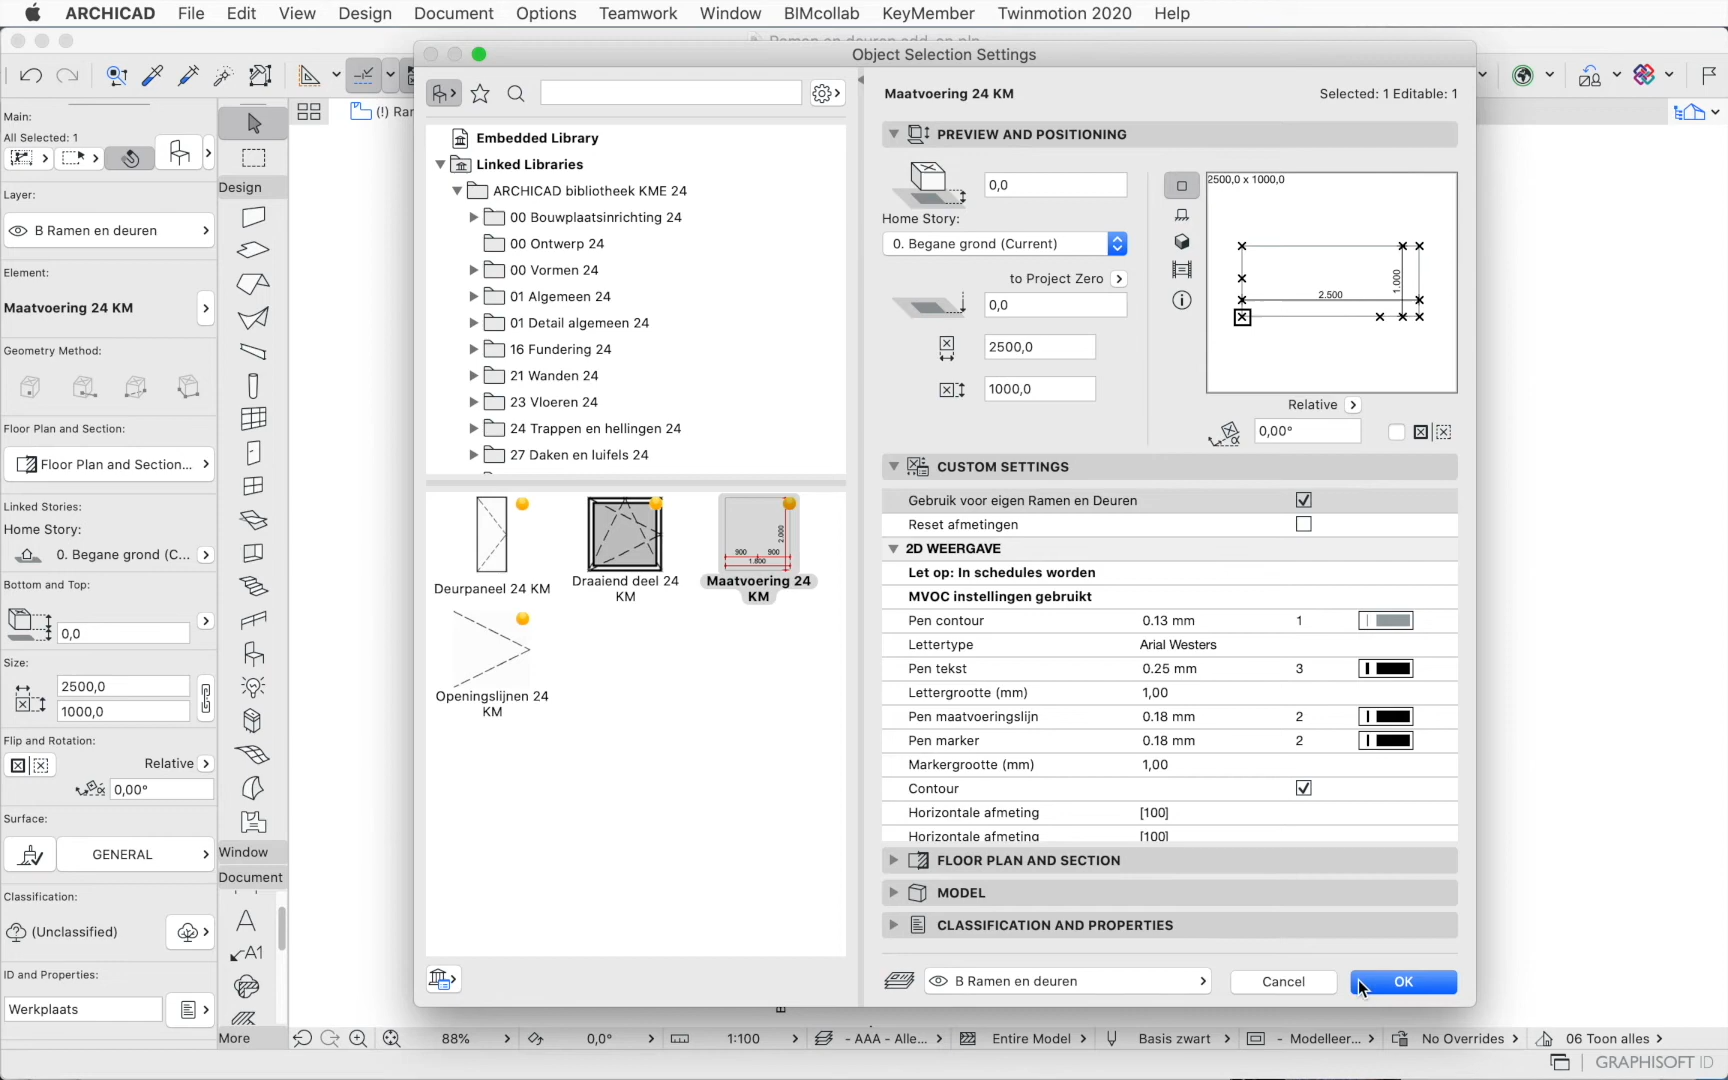 ARCHICAD File Edit View Design Document Options Teamwork Window BIMcollab KeyMember Twinmotion 2020 Help
Object Selection Settings
(!) Rar
Main:
All Selected: 1
Layer:
B Ramen en deuren
Element:
Maatvoering 24 KM
Geometry Method:
Floor Plan and Section:
Floor Plan and Section...
Linked Stories:
Home Story:
0. Begane grond (C...
Bottom and Top:
0,0
Size:
2500,0
1000,0
Flip and Rotation:
Relative
0,00°
Surface:
GENERAL
Classification:
(Unclassified)
ID and Properties:
Werkplaats
Design
Window
Document
A
A1
More
Embedded Library
Linked Libraries
ARCHICAD bibliotheek KME 24
00 Bouwplaatsinrichting 24
00 Ontwerp 24
00 Vormen 24
01 Algemeen 24
01 Detail algemeen 24
16 Fundering 24
21 Wanden 24
23 Vloeren 24
24 Trappen en hellingen 24
27 Daken en luifels 24
Deurpaneel 24 KM
Draaiend deel 24
KM
2.000
900 900
1.800
Maatvoering 24
KM
Openingslijnen 24
KM
Maatvoering 24 KM
Selected: 1 Editable: 1
PREVIEW AND POSITIONING
0,0
Home Story:
0. Begane grond (Current)
to Project Zero
0,0
2500,0
1000,0
2500,0 x 1000,0
1.000
2.500
Relative
0,00°
CUSTOM SETTINGS
Gebruik voor eigen Ramen en Deuren
Reset afmetingen
2D WEERGAVE
Let op: In schedules worden
MVOC instellingen gebruikt
Pen contour 0.13 mm 1
Lettertype Arial Westers
Pen tekst 0.25 mm 3
Lettergrootte (mm) 1,00
Pen maatvoeringslijn 0.18 mm 2
Pen marker 0.18 mm 2
Markergrootte (mm) 1,00
Contour
Horizontale afmeting [100]
Horizontale afmeting [100]
FLOOR PLAN AND SECTION
MODEL
CLASSIFICATION AND PROPERTIES
B Ramen en deuren
Cancel
OK
88% 0,0° 1:100 - AAA - Alle... Entire Model Basis zwart - Modelleer... No Overrides 06 Toon alles
GRAPHISOFT ID